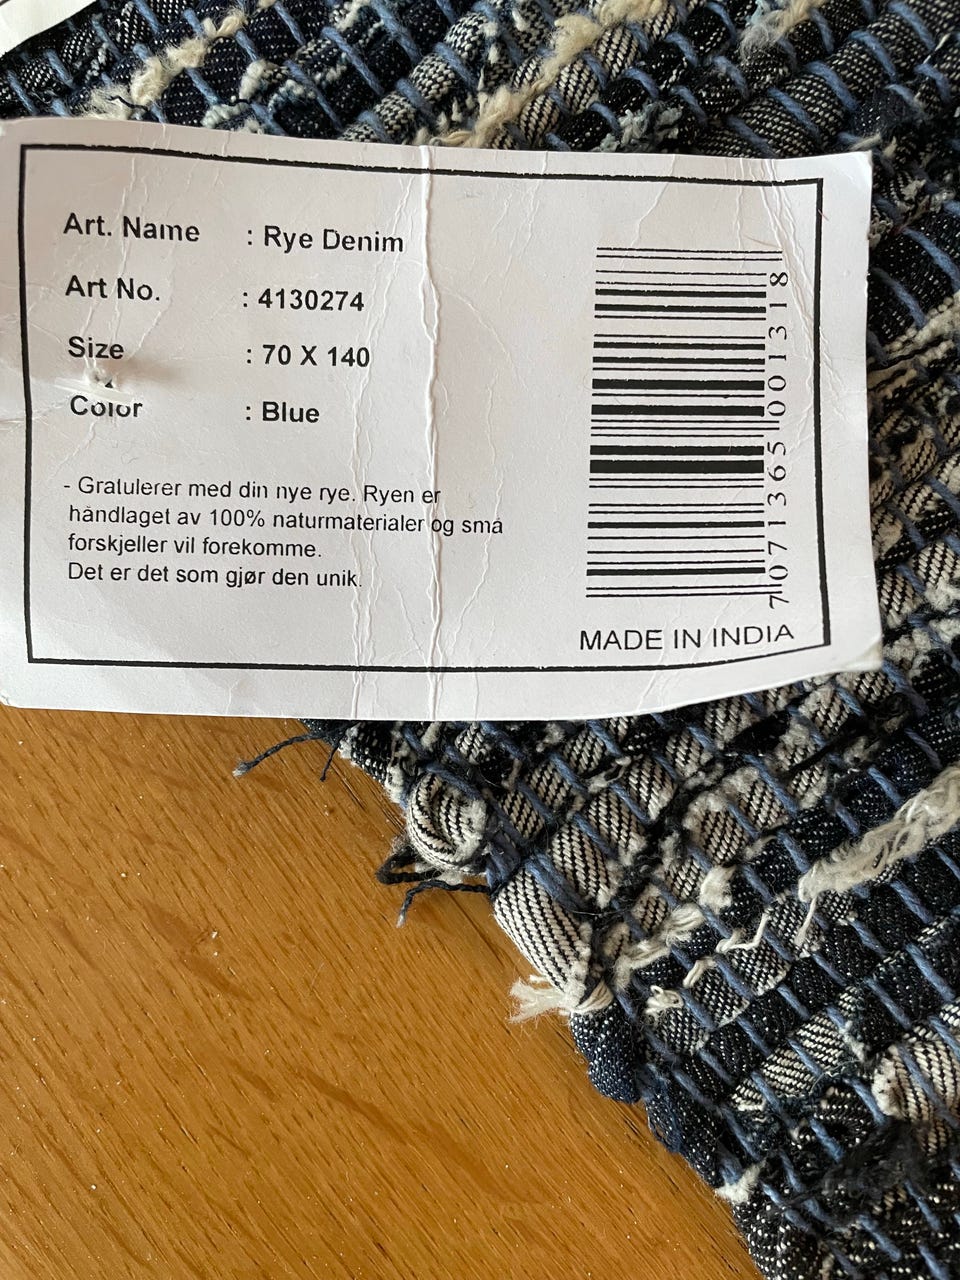 Art. Name : Rye Denim
Art No. : 4130274
Size : 70 X 140
Color : Blue
- Gratulerer med din nye rye. Ryen er
håndlaget av 100% naturmaterialer og små
forskjeller vil forekomme.
Det er det som gjør den unik.
7071365001318
MADE IN INDIA